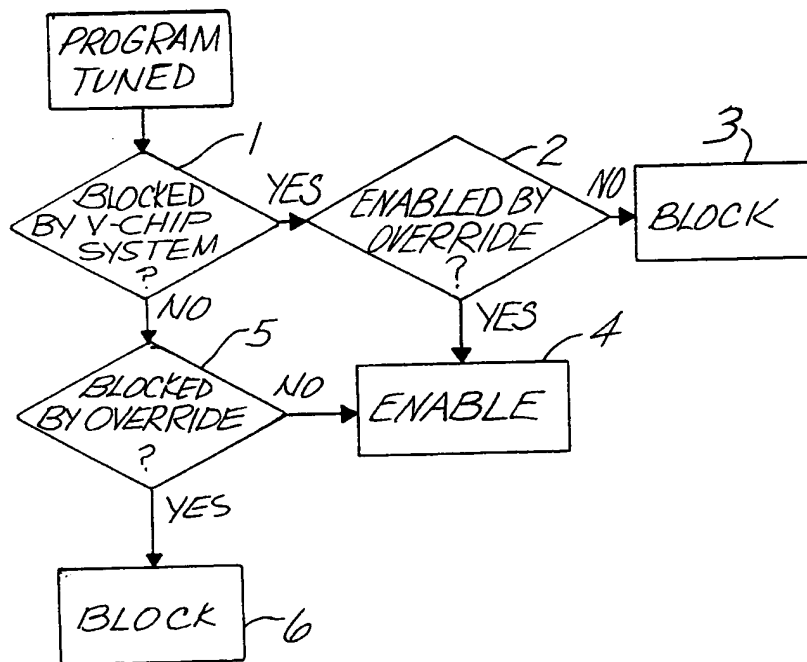 PROGRAM
TUNED
1
BLOCKED
BY V-CHIP
SYSTEM
?
YES
2
ENABLED BY
OVERRIDE
?
NO
3
BLOCK
NO
YES
5
BLOCKED
BY OVERRIDE
?
NO
4
ENABLE
YES
BLOCK
6